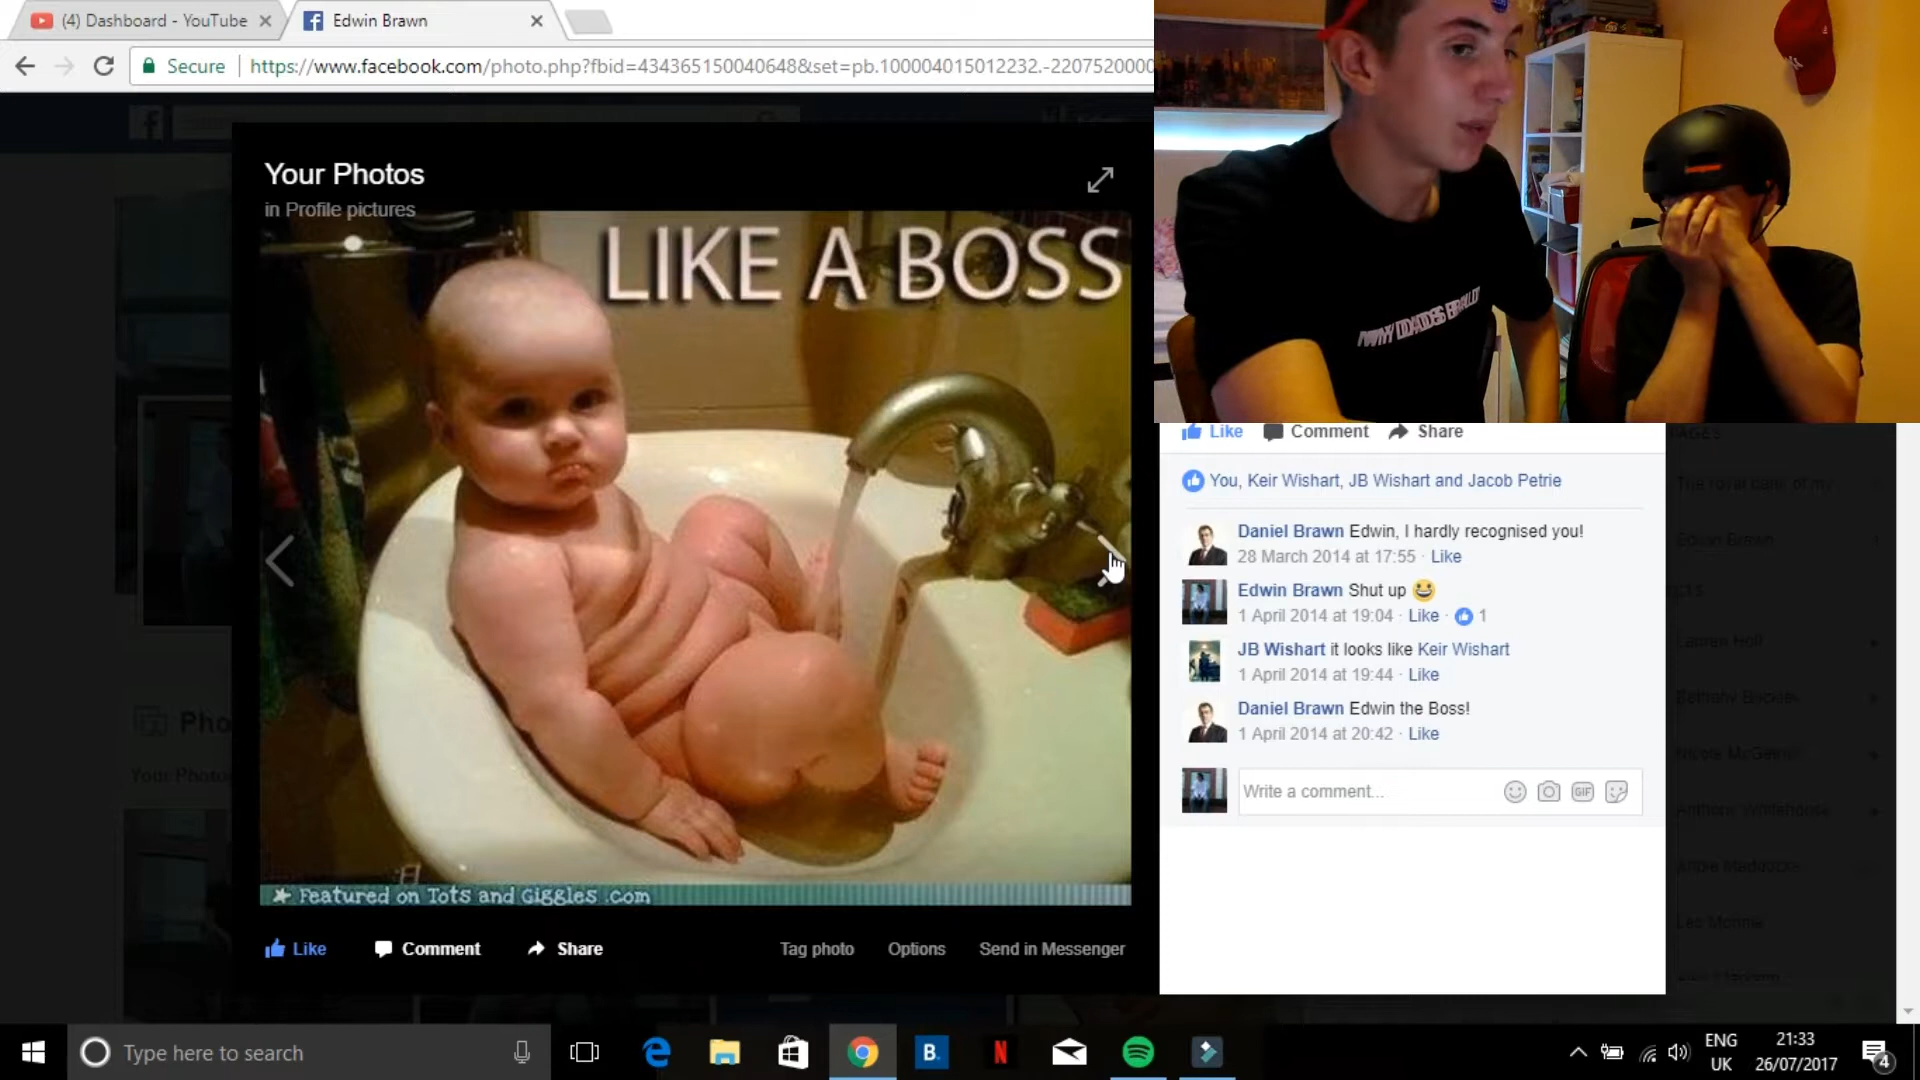 (4) Dashboard - YouTube
Edwin Brawn
Secure
https://www.facebook.com/photo.php?fbid=434365150040648&set=pb.100004015012232.-2207520000
Your Photos
in Profile pictures
LIKE A BOSS
Featured on Tots and Giggles .com
Like
Comment
Share
Tag photo
Options
Send in Messenger
Like
Comment
Share
You, Keir Wishart, JB Wishart and Jacob Petrie
Daniel Brawn Edwin, I hardly recognised you!
28 March 2014 at 17:55 · Like
Edwin Brawn Shut up
1 April 2014 at 19:04 · Like · 1
JB Wishart it looks like Keir Wishart
1 April 2014 at 19:44 · Like
Daniel Brawn Edwin the Boss!
1 April 2014 at 20:42 · Like
Write a comment...
GIF
Pho
Your Photo
Type here to search
B.
N
ENG
UK
21:33
26/07/2017
4